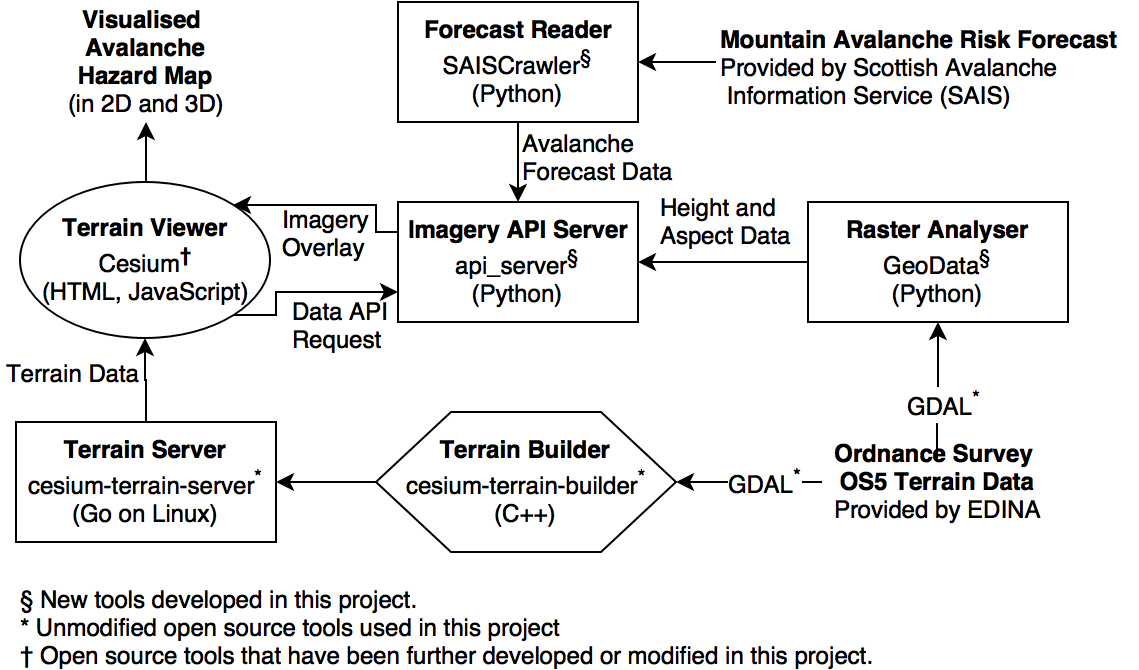 Visualised
Avalanche
Hazard Map
(in 2D and 3D)
Forecast Reader
SAISCrawler§
(Python)
Mountain Avalanche Risk Forecast
Provided by Scottish Avalanche
Information Service (SAIS)
Avalanche
Forecast Data
Terrain Viewer
Cesium†
(HTML, JavaScript)
Imagery
Overlay
Data API
Request
Imagery API Server
api_server§
(Python)
Height and
Aspect Data
Raster Analyser
GeoData§
(Python)
Terrain Data
GDAL*
Terrain Server
cesium-terrain-server*
(Go on Linux)
Terrain Builder
cesium-terrain-builder*
(C++)
GDAL*
Ordnance Survey
OS5 Terrain Data
Provided by EDINA
§ New tools developed in this project.
* Unmodified open source tools used in this project
† Open source tools that have been further developed or modified in this project.